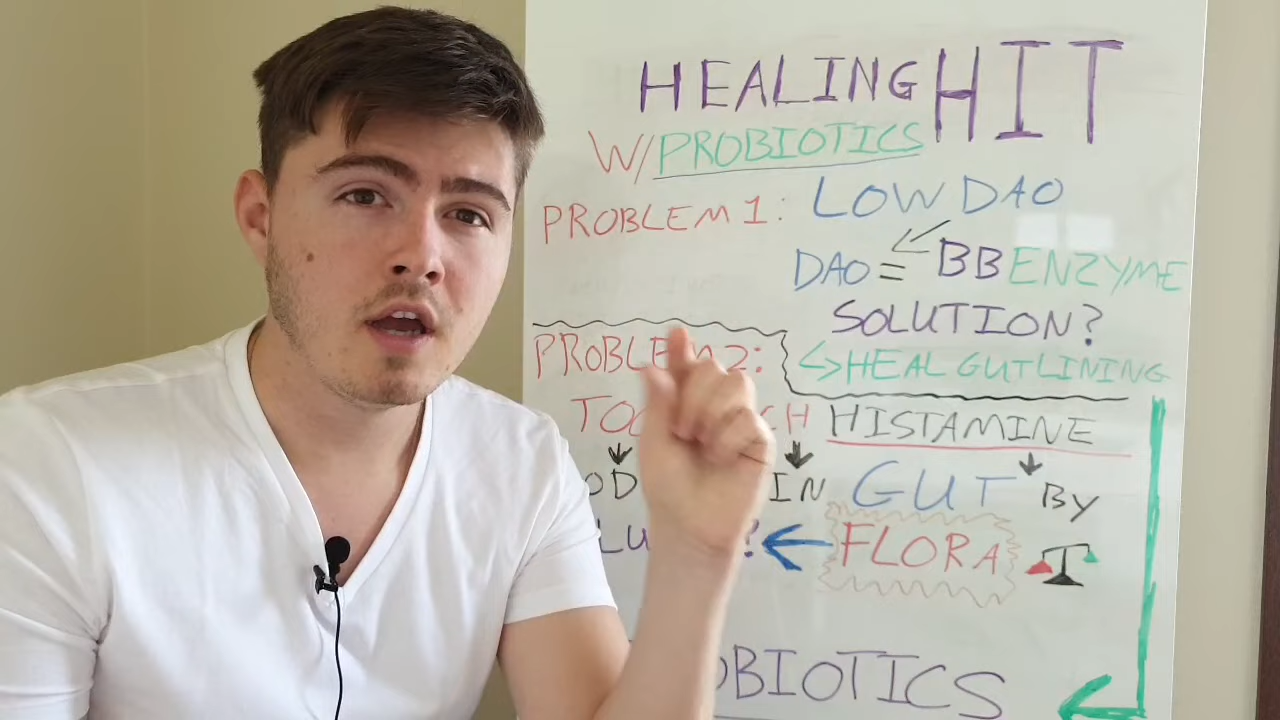 HEALING HIT
W/PROBIOTICS
PROBLEM 1: LOW DAO
DAO = BB ENZYME
SOLUTION?
HEAL GUT LINING
PROBLEM 2:
HISTAMINE
IN GUT BY
FLORA